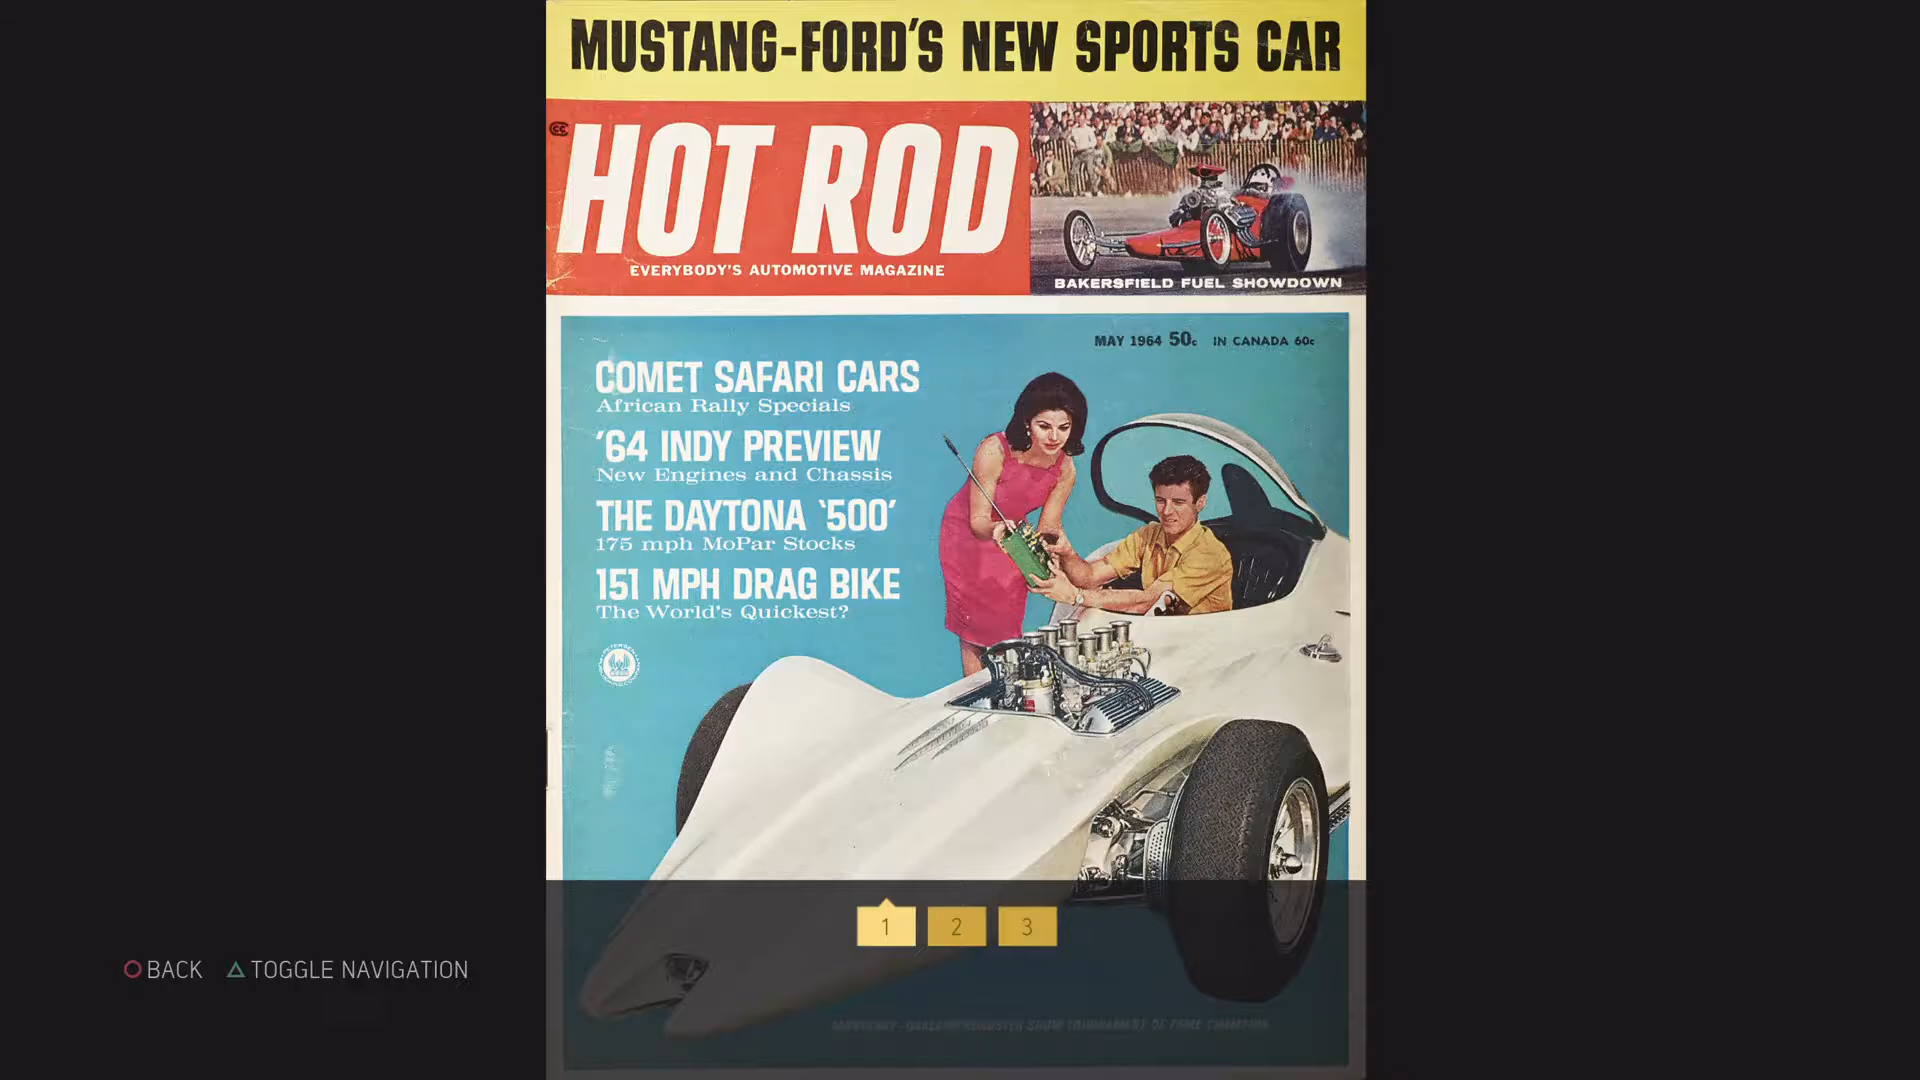 MUSTANG-FORD'S NEW SPORTS CAR
HOT ROD
EVERYBODY'S AUTOMOTIVE MAGAZINE
BAKERSFIELD FUEL SHOWDOWN
MAY 1964 50c IN CANADA 60c
COMET SAFARI CARS
African Rally Specials
'64 INDY PREVIEW
New Engines and Chassis
THE DAYTONA '500'
175 mph MoPar Stocks
151 MPH DRAG BIKE
The World's Quickest?
1 2 3
BACK TOGGLE NAVIGATION